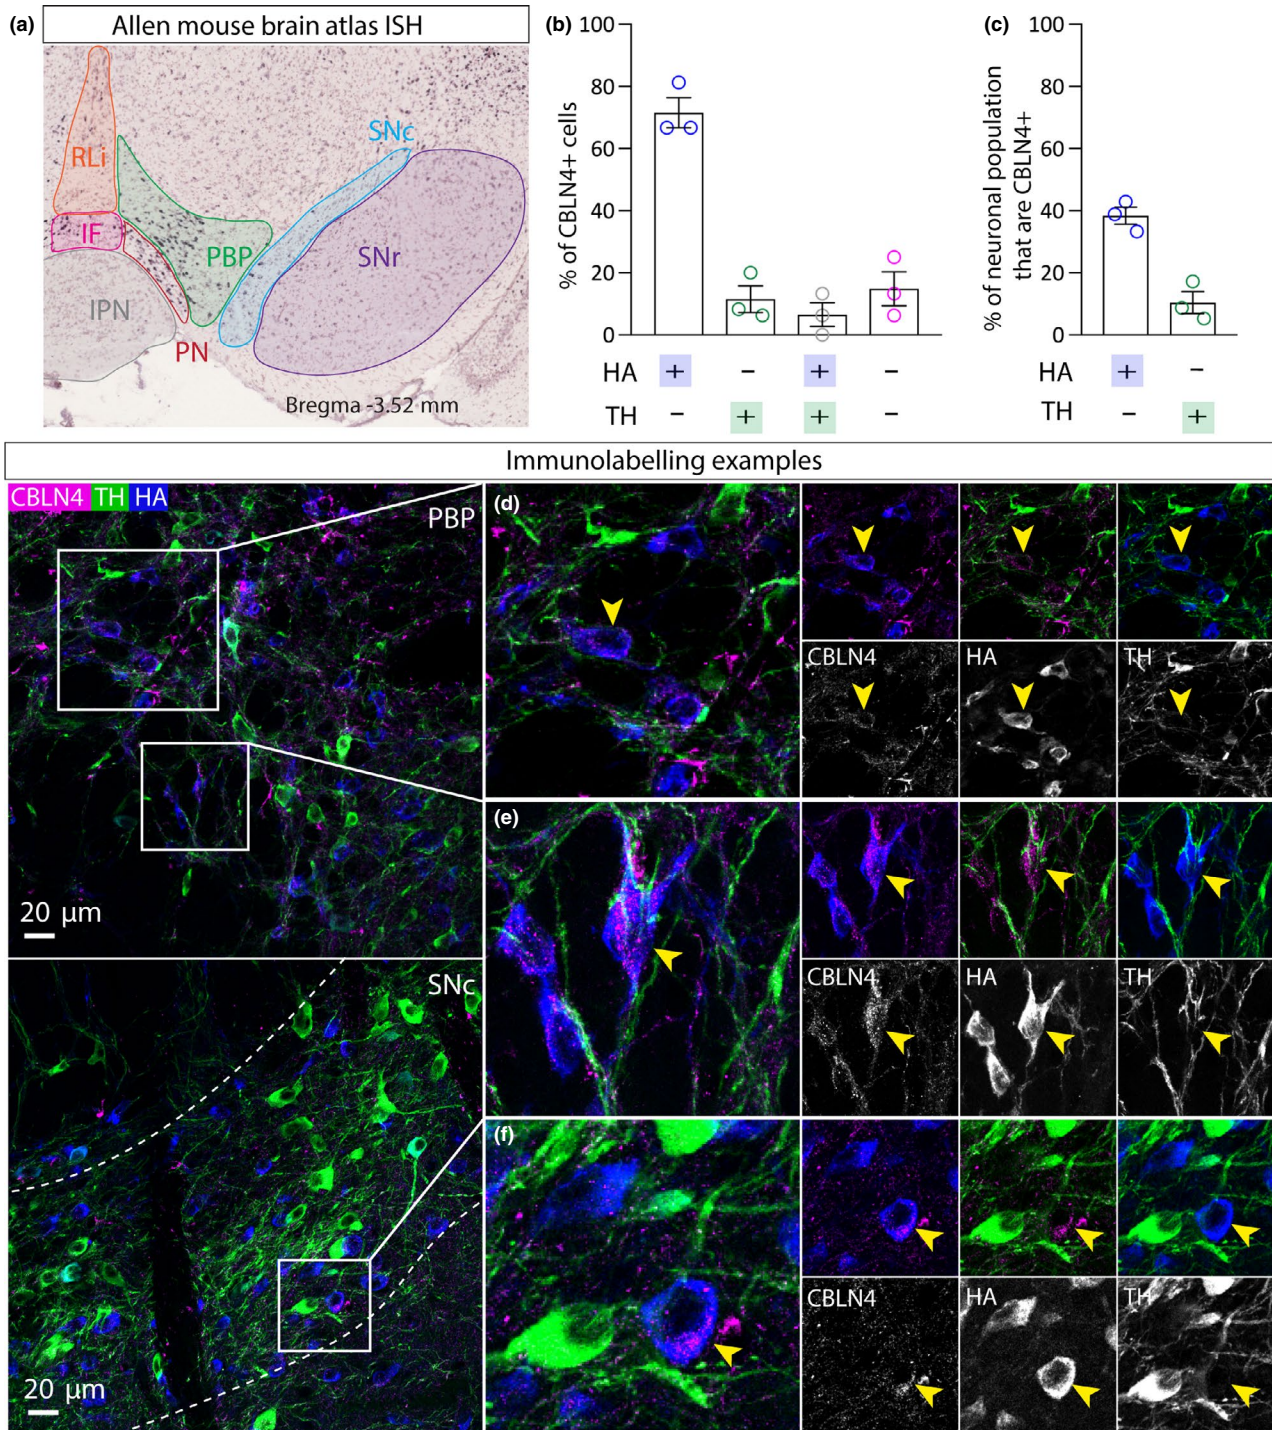 (a)
Allen mouse brain atlas ISH
RLi
IF
IPN
PN
PBP
SNc
SNr
Bregma -3.52 mm
(b)
% of CBLN4+ cells
100
80
60
40
20
0
HA + – + –
TH – + + –
(c)
% of neuronal population
that are CBLN4+
100
80
60
40
20
0
HA + –
TH – +
Immunolabelling examples
CBLN4 TH HA
PBP
20 µm
SNc
20 µm
(d)
CBLN4
HA
TH
(e)
CBLN4
HA
TH
(f)
CBLN4
HA
TH